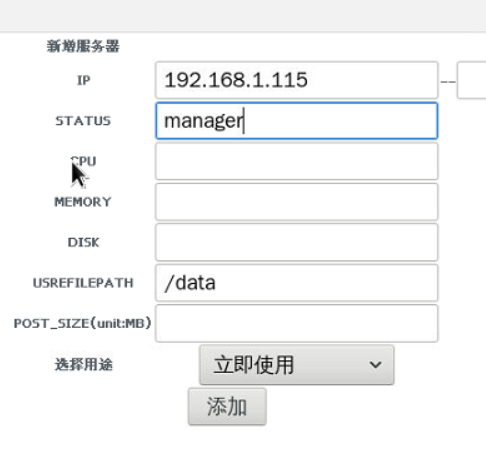 新增服务器
IP 192.168.1.115 --
STATUS manager
CPU
MEMORY
DISK
USREFILEPATH /data
POST_SIZE(unit:MB)
选择用途 立即使用
添加